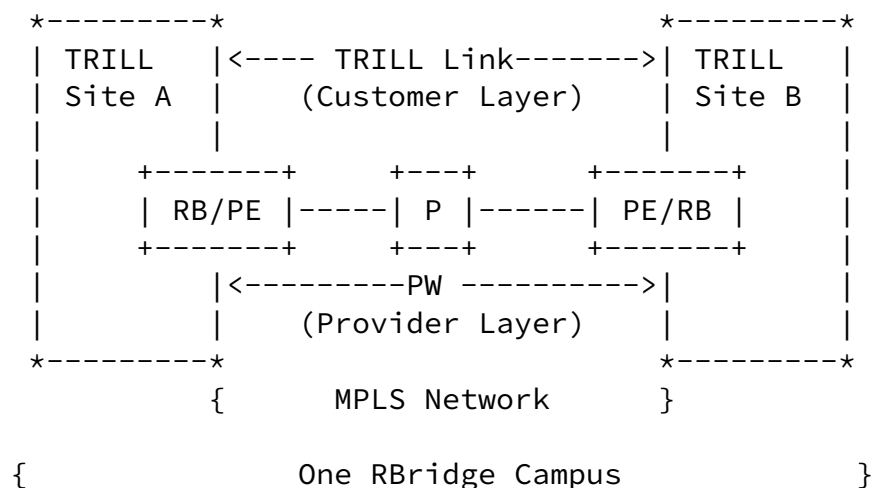 *---------*                        *---------*
| TRILL   |<---- TRILL Link------->| TRILL   |
| Site A  |    (Customer Layer)    | Site B  |
|         |                        |         |
|     +-------+     +---+      +-------+     |
|     | RB/PE |-----| P |------| PE/RB |     |
|     +-------+     +---+      +-------+     |
|         |<---------PW ---------->|         |
|         |    (Provider Layer)    |         |
*---------*                        *---------*
{      MPLS Network      }
{               One RBridge Campus             }